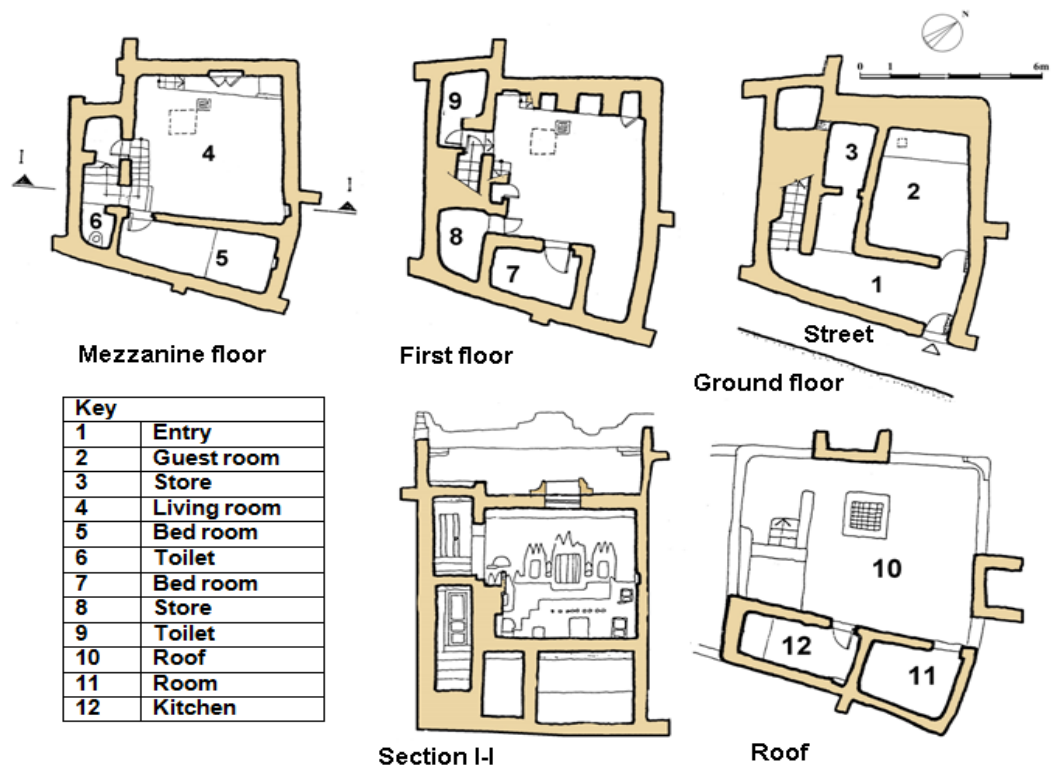 N
0 1 6m
9
4
3
2
I
I
6
5
8
7
1
Mezzanine floor
First floor
Street
Ground floor
Key
1 Entry
2 Guest room
3 Store
4 Living room
5 Bed room
6 Toilet
7 Bed room
8 Store
9 Toilet
10 Roof
11 Room
12 Kitchen
10
12
11
Section I-I
Roof